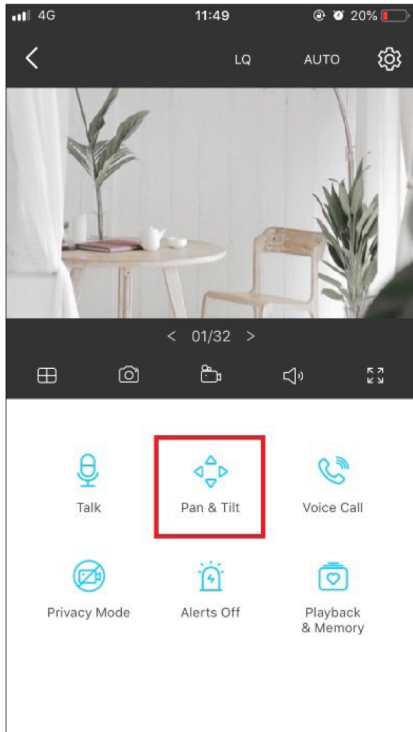 4G 11:49 20%
LQ AUTO
< 01/32 >
Talk Pan & Tilt Voice Call
Privacy Mode Alerts Off Playback
& Memory